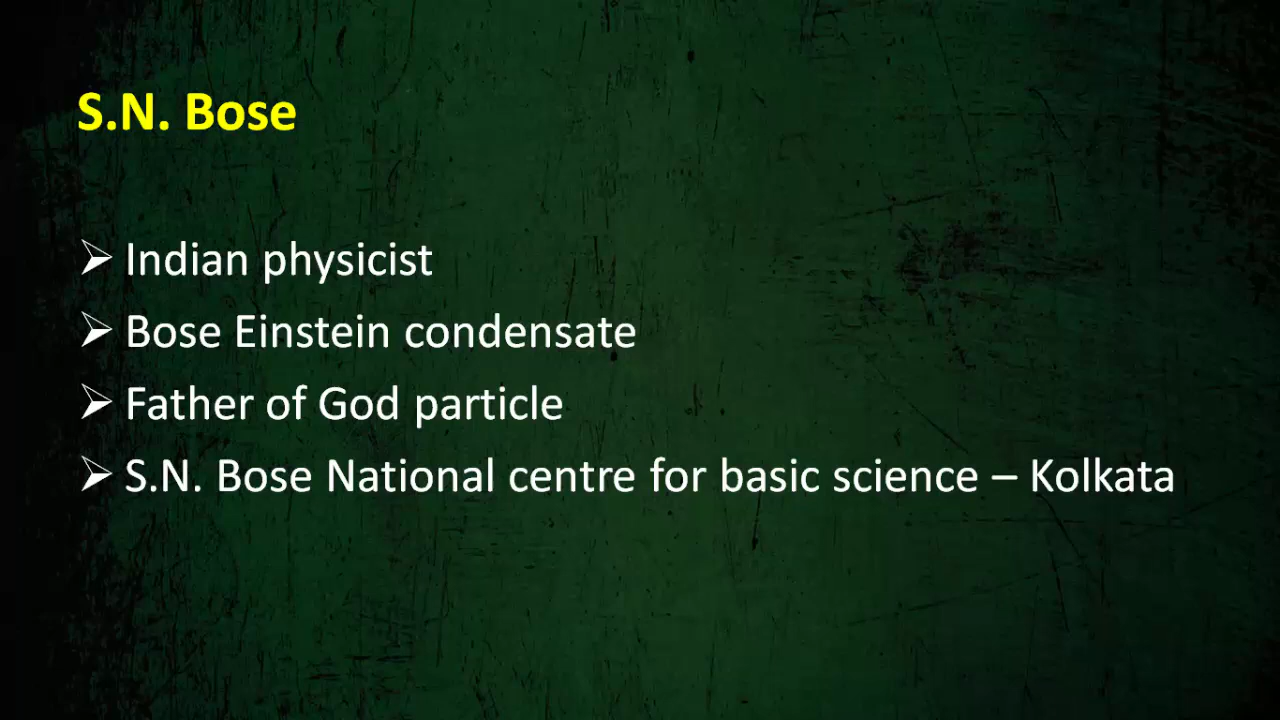 S.N. Bose
➢ Indian physicist
➢ Bose Einstein condensate
➢ Father of God particle
➢ S.N. Bose National centre for basic science – Kolkata